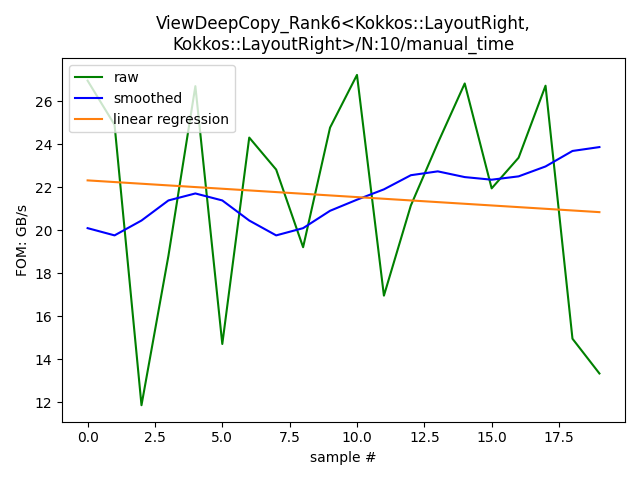 ViewDeepCopy_Rank6<Kokkos::LayoutRight,
Kokkos::LayoutRight>/N:10/manual_time
raw
smoothed
linear regression
FOM: GB/s
26
24
22
20
18
16
14
12
0.0 2.5 5.0 7.5 10.0 12.5 15.0 17.5
sample #